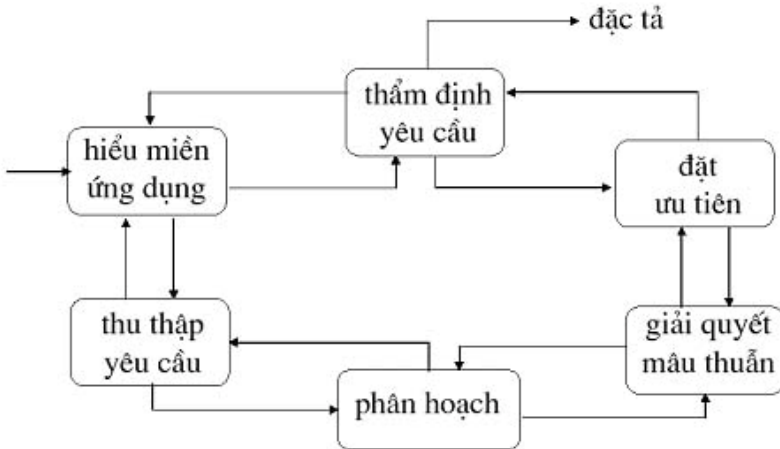 đặc tả
thẩm định
yêu cầu
hiểu miền
ứng dụng
đặt
ưu tiên
thu thập
yêu cầu
giải quyết
mâu thuẫn
phân hoạch